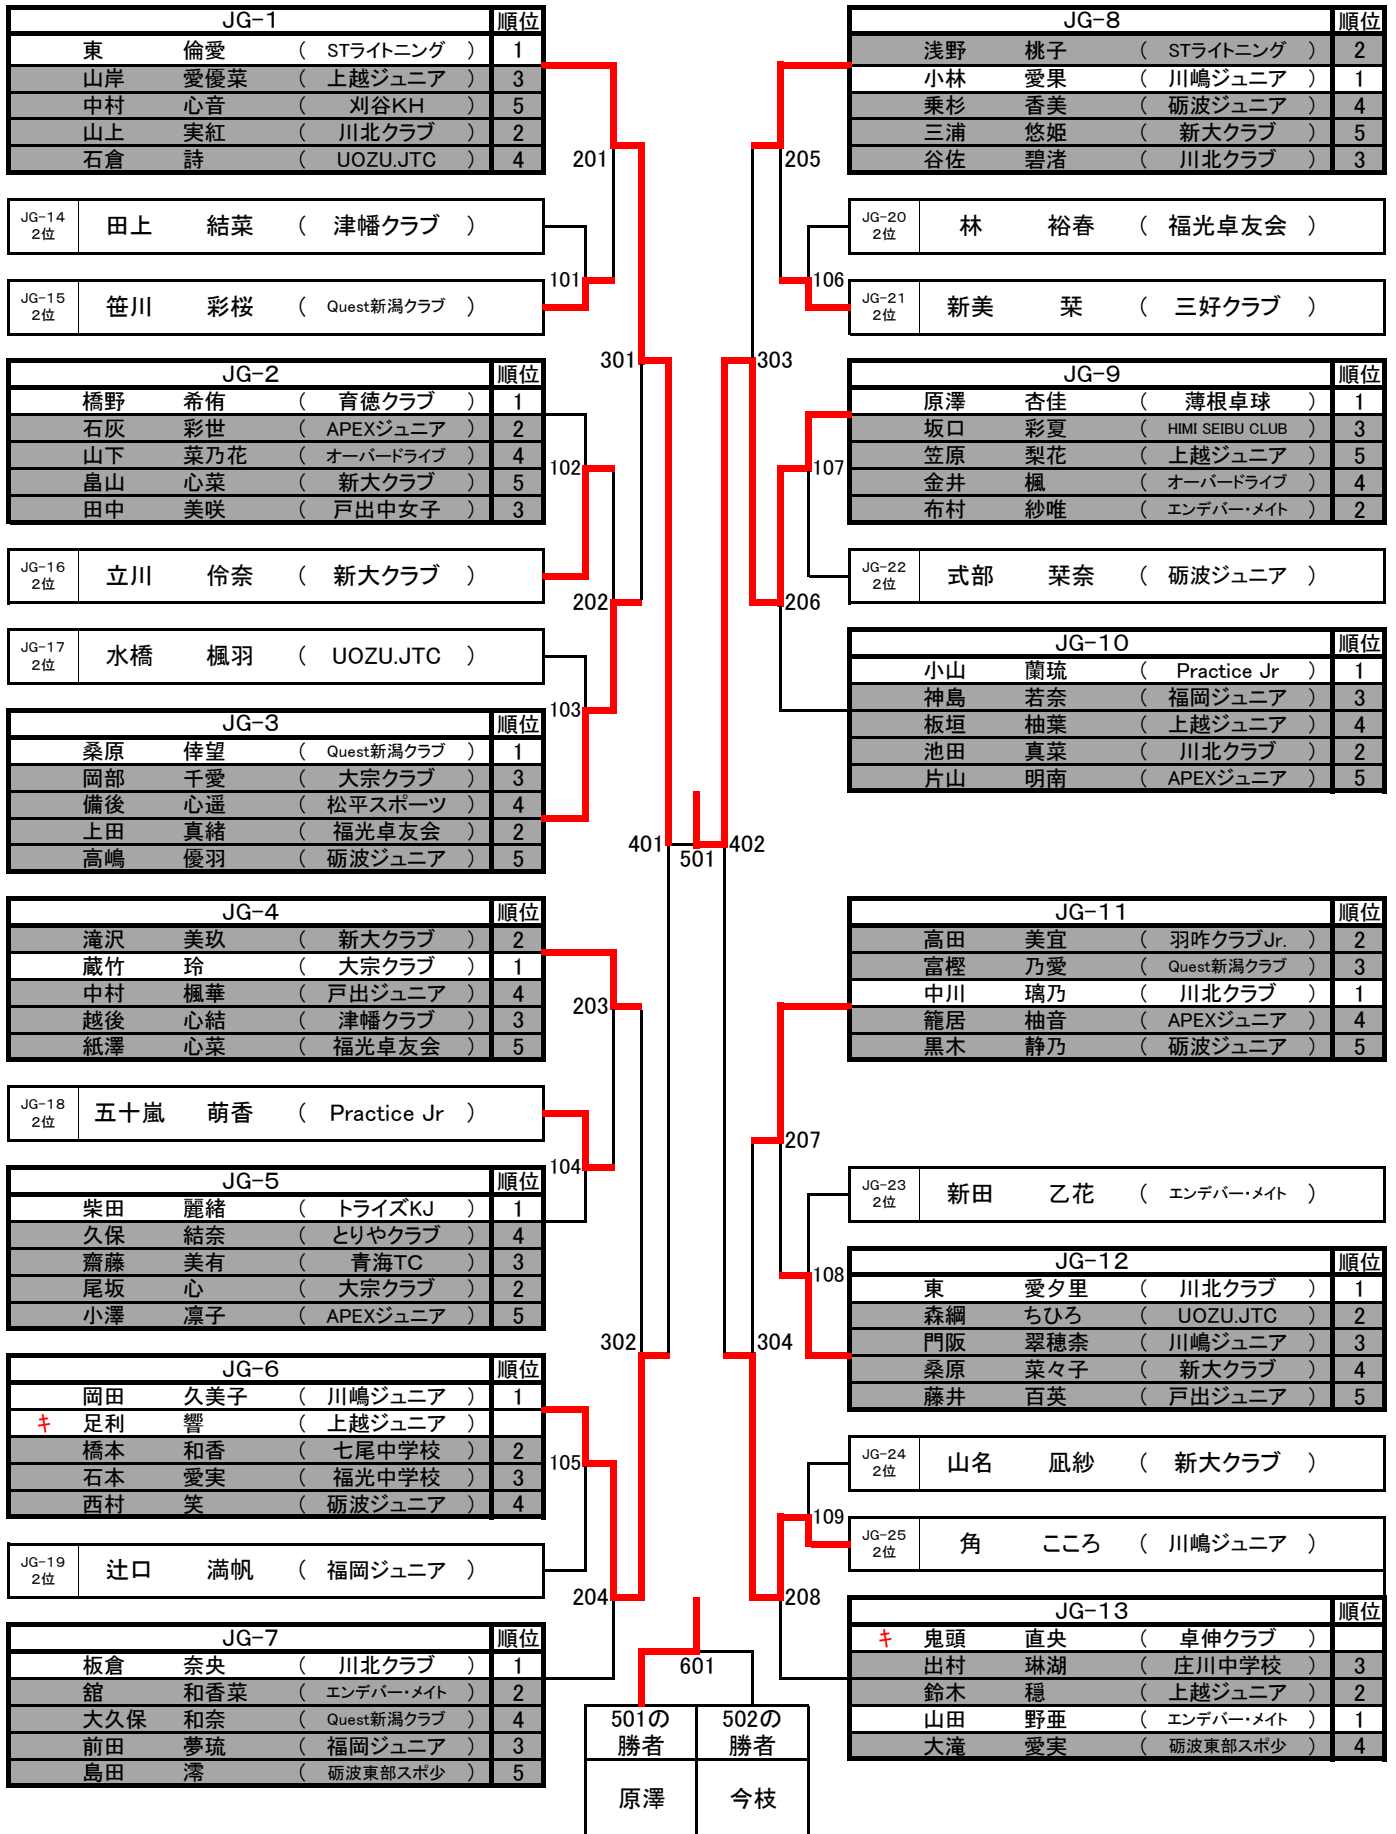 JG-1 順位
東 倫愛 ( STライトニング ) 1
山岸 愛優菜 ( 上越ジュニア ) 3
中村 心音 ( 刈谷KH ) 5
山上 実紅 ( 川北クラブ ) 2
石倉 詩 ( UOZU.JTC ) 4
201
JG-14 2位 田上 結菜 ( 津幡クラブ )
101
JG-15 2位 笹川 彩桜 ( Quest新潟クラブ )
301
JG-2 順位
橋野 希侑 ( 育徳クラブ ) 1
石灰 彩世 ( APEXジュニア ) 2
山下 菜乃花 ( オーバードライブ ) 4
畠山 心菜 ( 新大クラブ ) 5
田中 美咲 ( 戸出中女子 ) 3
102
JG-16 2位 立川 伶奈 ( 新大クラブ )
202
JG-17 2位 水橋 楓羽 ( UOZU.JTC )
103
JG-3 順位
桑原 倖望 ( Quest新潟クラブ ) 1
岡部 千愛 ( 大宗クラブ ) 3
備後 心遥 ( 松平スポーツ ) 4
上田 真緒 ( 福光卓友会 ) 2
高嶋 優羽 ( 砺波ジュニア ) 5
401
501
402
JG-4 順位
滝沢 美玖 ( 新大クラブ ) 2
蔵竹 玲 ( 大宗クラブ ) 1
中村 楓華 ( 戸出ジュニア ) 4
越後 心結 ( 津幡クラブ ) 3
紙澤 心菜 ( 福光卓友会 ) 5
203
JG-18 2位 五十嵐 萌香 ( Practice Jr )
104
JG-5 順位
柴田 麗緒 ( トライズKJ ) 1
久保 結奈 ( とりやクラブ ) 4
齋藤 美有 ( 青海TC ) 3
尾坂 心 ( 大宗クラブ ) 2
小澤 凛子 ( APEXジュニア ) 5
302
JG-6 順位
岡田 久美子 ( 川嶋ジュニア ) 1
キ 足利 響 ( 上越ジュニア )
橋本 和香 ( 七尾中学校 ) 2
石本 愛実 ( 福光中学校 ) 3
西村 笑 ( 砺波ジュニア ) 4
105
JG-19 2位 辻口 満帆 ( 福岡ジュニア )
204
JG-7 順位
板倉 奈央 ( 川北クラブ ) 1
舘 和香菜 ( エンデバー・メイト ) 2
大久保 和奈 ( Quest新潟クラブ ) 4
前田 夢琉 ( 福岡ジュニア ) 3
島田 澪 ( 砺波東部スポ少 ) 5
601
501の勝者 502の勝者
原澤 今枝
JG-8 順位
浅野 桃子 ( STライトニング ) 2
小林 愛果 ( 川嶋ジュニア ) 1
乗杉 香美 ( 砺波ジュニア ) 4
三浦 悠姫 ( 新大クラブ ) 5
谷佐 碧渚 ( 川北クラブ ) 3
205
JG-20 2位 林 裕春 ( 福光卓友会 )
106
JG-21 2位 新美 栞 ( 三好クラブ )
303
JG-9 順位
原澤 杏佳 ( 薄根卓球 ) 1
坂口 彩夏 ( HIMI SEIBU CLUB ) 3
笠原 梨花 ( 上越ジュニア ) 5
金井 楓 ( オーバードライブ ) 4
布村 紗唯 ( エンデバー・メイト ) 2
107
JG-22 2位 式部 栞奈 ( 砺波ジュニア )
206
JG-10 順位
小山 蘭琉 ( Practice Jr ) 1
神島 若奈 ( 福岡ジュニア ) 3
板垣 柚葉 ( 上越ジュニア ) 4
池田 真菜 ( 川北クラブ ) 2
片山 明南 ( APEXジュニア ) 5
JG-11 順位
高田 美宜 ( 羽咋クラブJr. ) 2
富樫 乃愛 ( Quest新潟クラブ ) 3
中川 璃乃 ( 川北クラブ ) 1
籠居 柚音 ( APEXジュニア ) 4
黒木 静乃 ( 砺波ジュニア ) 5
207
JG-23 2位 新田 乙花 ( エンデバー・メイト )
108
JG-12 順位
東 愛夕里 ( 川北クラブ ) 1
森綱 ちひろ ( UOZU.JTC ) 2
門阪 翠穂柰 ( 川嶋ジュニア ) 3
桑原 菜々子 ( 新大クラブ ) 4
藤井 百英 ( 戸出ジュニア ) 5
304
JG-24 2位 山名 凪紗 ( 新大クラブ )
109
JG-25 2位 角 こころ ( 川嶋ジュニア )
208
JG-13 順位
キ 鬼頭 直央 ( 卓伸クラブ )
出村 琳湖 ( 庄川中学校 ) 3
鈴木 穏 ( 上越ジュニア ) 2
山田 野亜 ( エンデバー・メイト ) 1
大滝 愛実 ( 砺波東部スポ少 ) 4